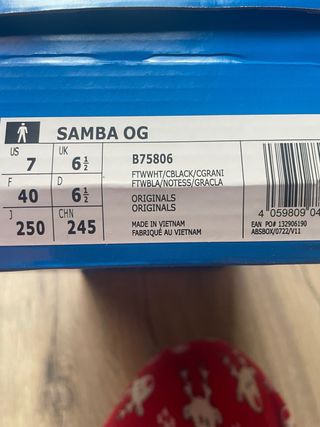 SAMBA OG
US 7 UK 6½
F 40 D 6½
J 250 CHN 245
B75806
FTWWHT/CBLACK/CGRANI
FTWBLA/NOTESS/GRACLA
ORIGINALS
ORIGINALS
MADE IN VIETNAM
FABRIQUÉ AU VIETNAM
4 059809 04
EAN PO# 132906190
ABSBOX/0722/V11